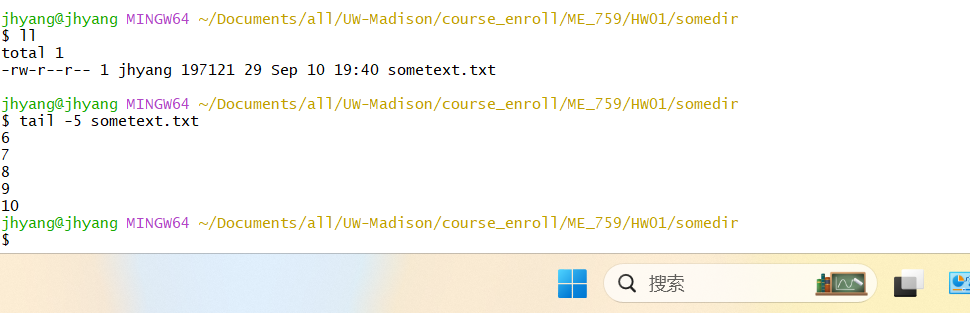 jhyang@jhyang MINGW64 ~/Documents/all/UW-Madison/course_enroll/ME_759/HW01/somedir
$ ll
total 1
-rw-r--r-- 1 jhyang 197121 29 Sep 10 19:40 sometext.txt
jhyang@jhyang MINGW64 ~/Documents/all/UW-Madison/course_enroll/ME_759/HW01/somedir
$ tail -5 sometext.txt
6
7
8
9
10
jhyang@jhyang MINGW64 ~/Documents/all/UW-Madison/course_enroll/ME_759/HW01/somedir
$
搜索